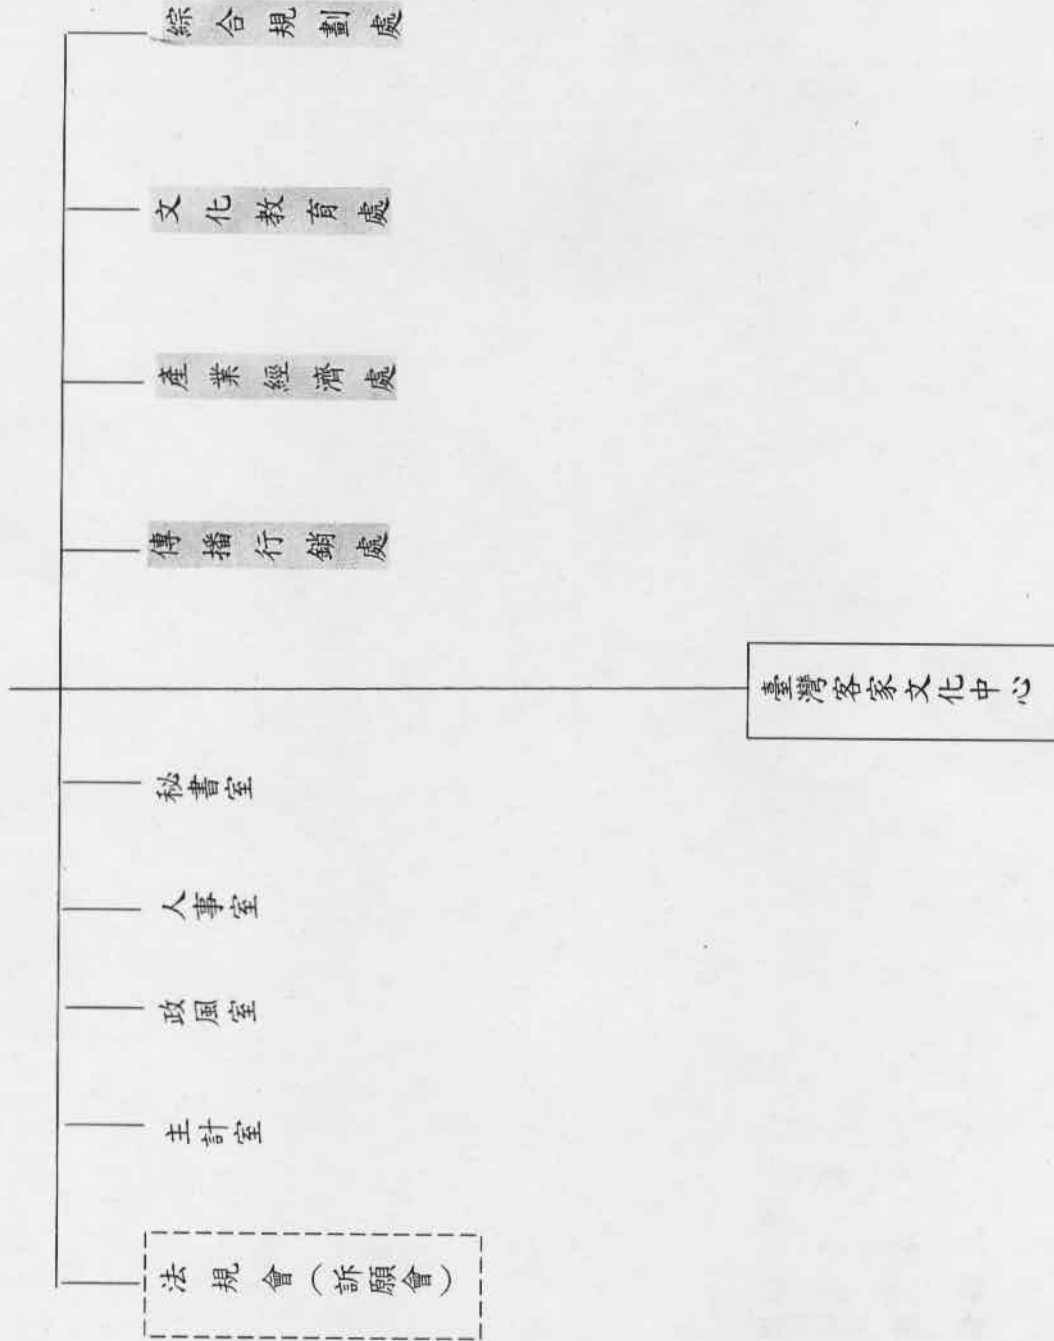 綜合規劃處
文化教育處
產業經濟處
傳播行銷處
秘書室
人事室
政風室
主計室
法規會(訴願會)
臺灣客家文化中心